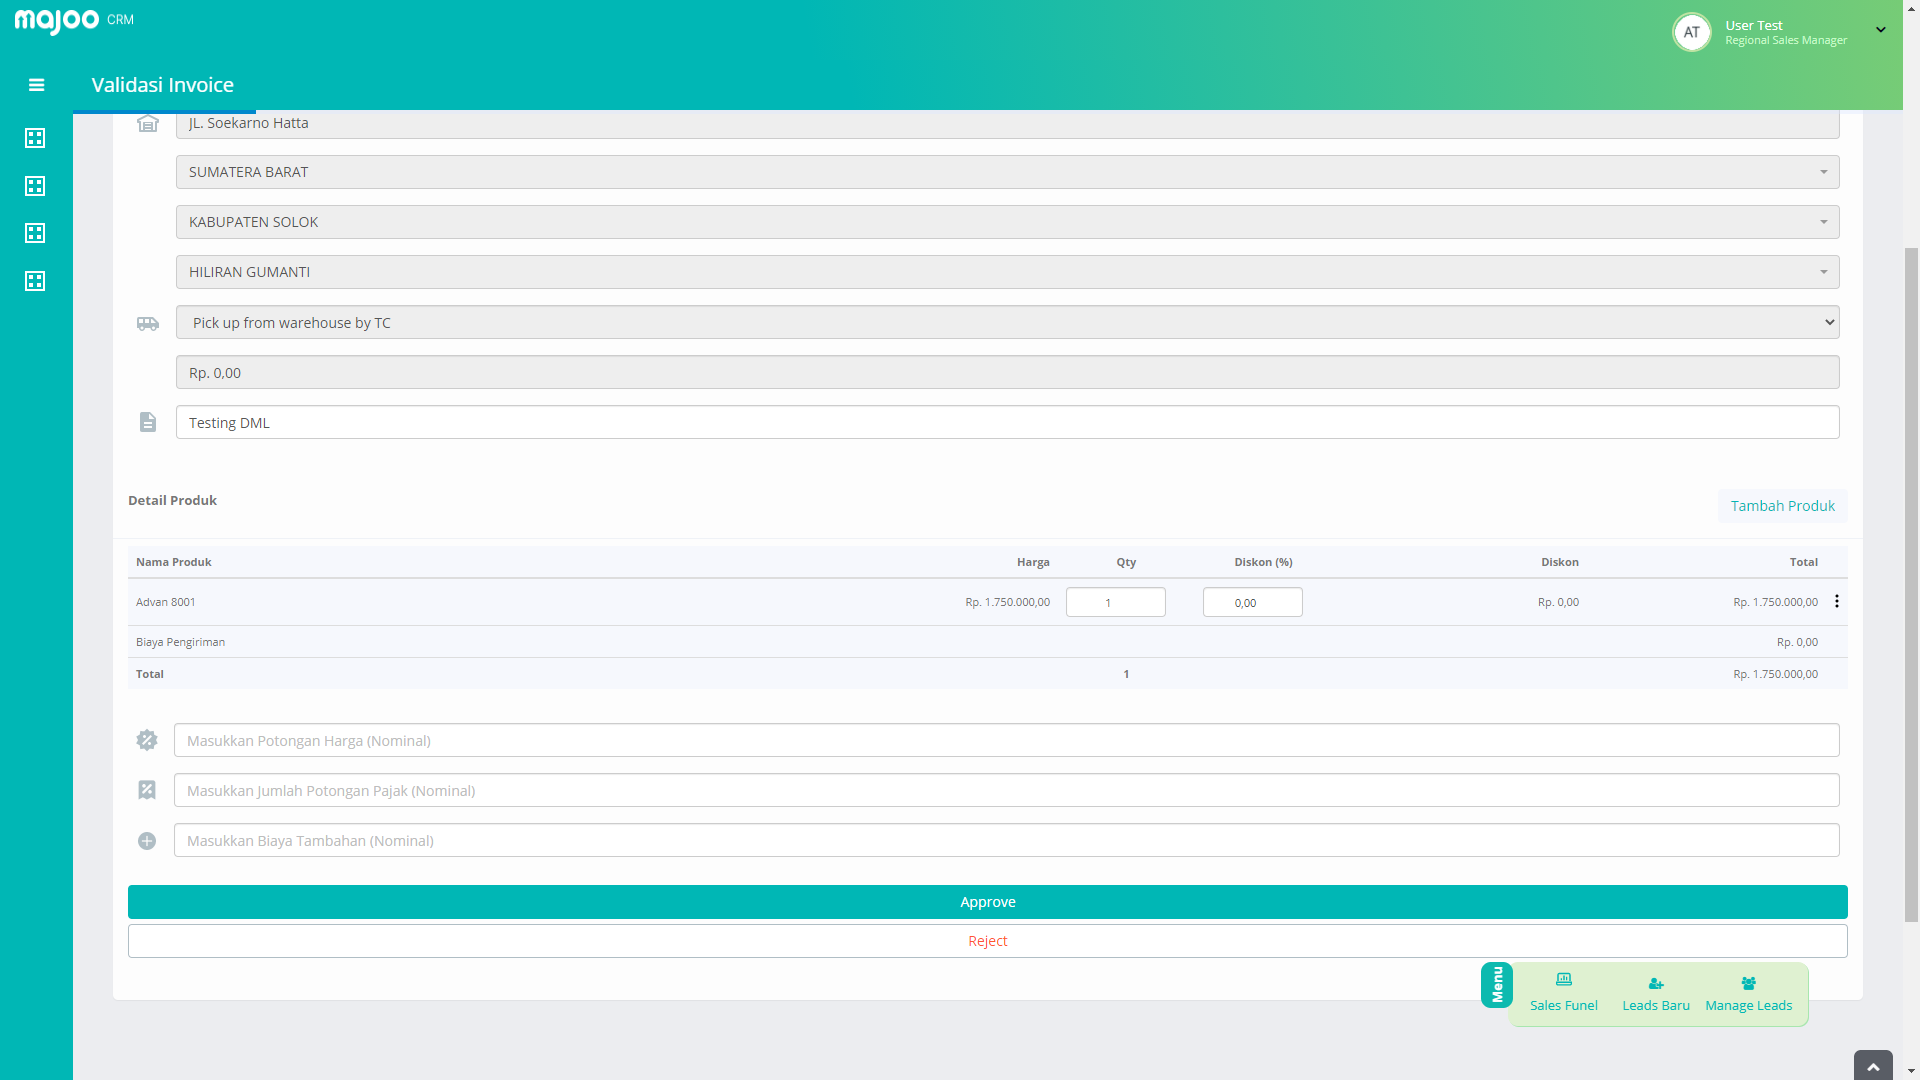 majoo CRM
AT
User Test
Regional Sales Manager
Validasi Invoice
JL. Soekarno Hatta
SUMATERA BARAT
KABUPATEN SOLOK
HILIRAN GUMANTI
Pick up from warehouse by TC
Rp. 0,00
Testing DML
Detail Produk
Tambah Produk
Nama Produk Harga Qty Diskon (%) Diskon Total
Advan 8001 Rp. 1.750.000,00 1 0,00 Rp. 0,00 Rp. 1.750.000,00
Biaya Pengiriman Rp. 0,00
Total 1 Rp. 1.750.000,00
Masukkan Potongan Harga (Nominal)
Masukkan Jumlah Potongan Pajak (Nominal)
Masukkan Biaya Tambahan (Nominal)
Approve
Reject
Menu
Sales Funel Leads Baru Manage Leads